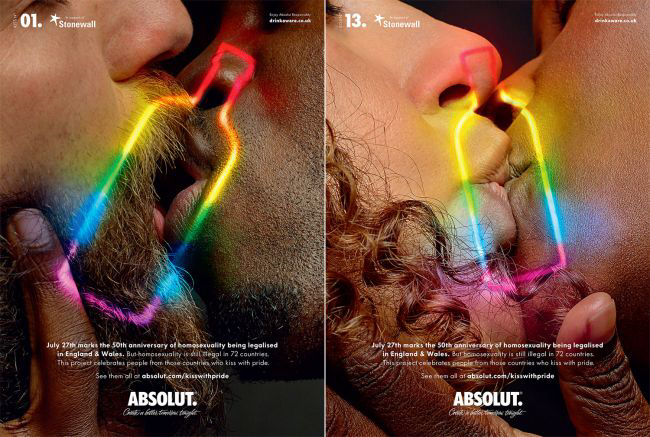 01.
In support of
Stonewall
Enjoy Absolut Responsibly
drinkaware.co.uk
July 27th marks the 50th anniversary of homosexuality being legalised
in England & Wales. But homosexuality is still illegal in 72 countries.
This project celebrates people from those countries who kiss with pride.
See them all at absolut.com/kisswithpride
ABSOLUT.
Create a better tomorrow, tonight.
13.
In support of
Stonewall
Enjoy Absolut Responsibly
drinkaware.co.uk
July 27th marks the 50th anniversary of homosexuality being legalised
in England & Wales. But homosexuality is still illegal in 72 countries.
This project celebrates people from those countries who kiss with pride.
See them all at absolut.com/kisswithpride
ABSOLUT.
Create a better tomorrow, tonight.